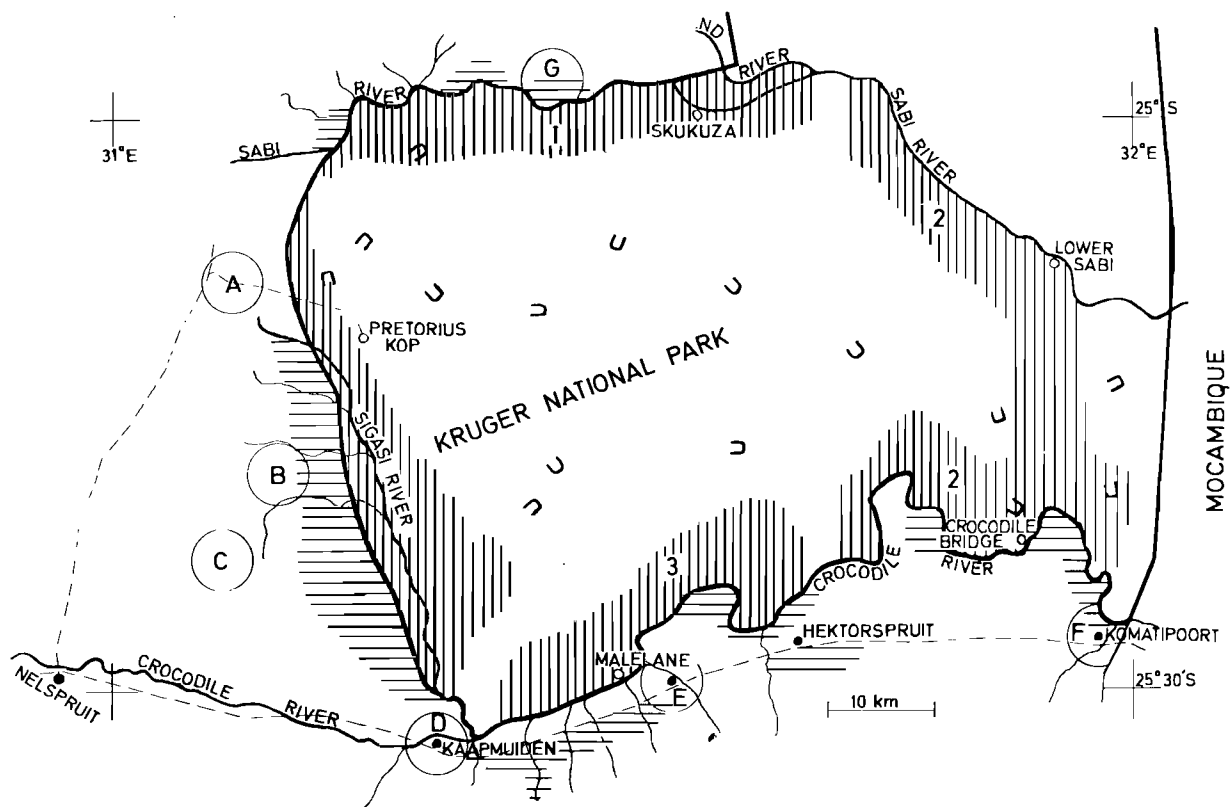 ND
G
RIVER
RIVER
25° S
31°E
SABI
SKUKUZA
1
SABI RIVER
32°E
2
LOWER
SABI
A
PRETORIUS
KOP
KRUGER NATIONAL PARK
MOCAMBIQUE
SIGASI RIVER
B
2
C
CROCODILE
BRIDGE
RIVER
3
CROCODILE
HEKTORSPRUIT
F
KOMATIPOORT
MALELANE
E
NELSPRUIT
CROCODILE
RIVER
25°30'S
10 km
D
KAAPMUIDEN